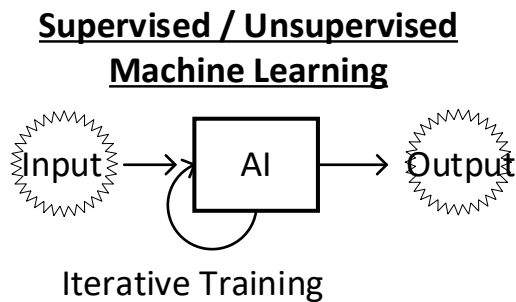 Supervised / Unsupervised
Machine Learning
Input
AI
Output
Iterative Training